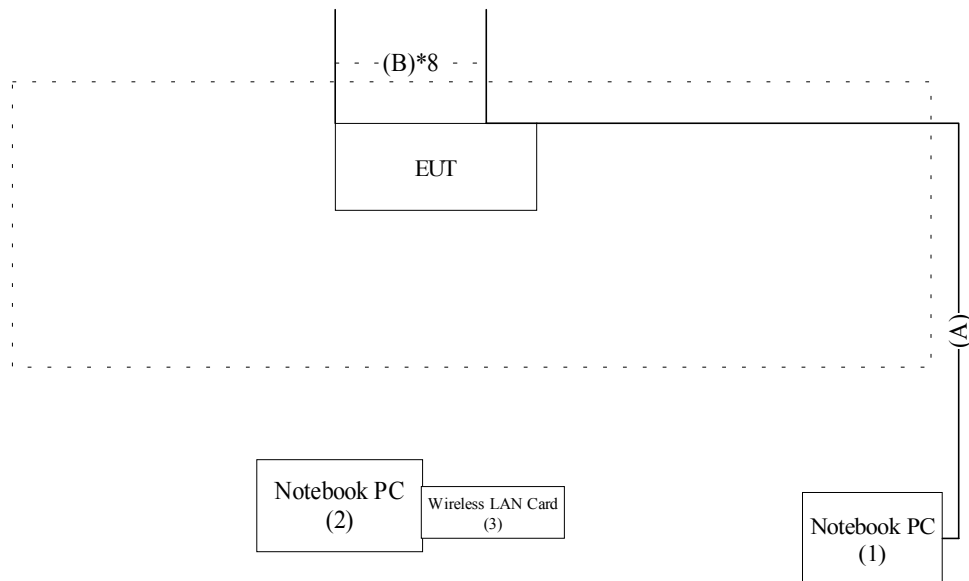 (B)*8
EUT
(A)
Notebook PC
(2)
Wireless LAN Card
(3)
Notebook PC
(1)